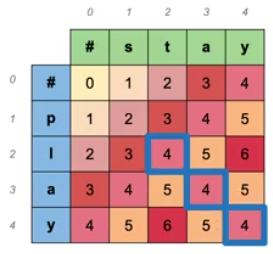 0 1 2 3 4
# s t a y
0 # 0 1 2 3 4
1 p 1 2 3 4 5
2 l 2 3 4 5 6
3 a 3 4 5 4 5
4 y 4 5 6 5 4